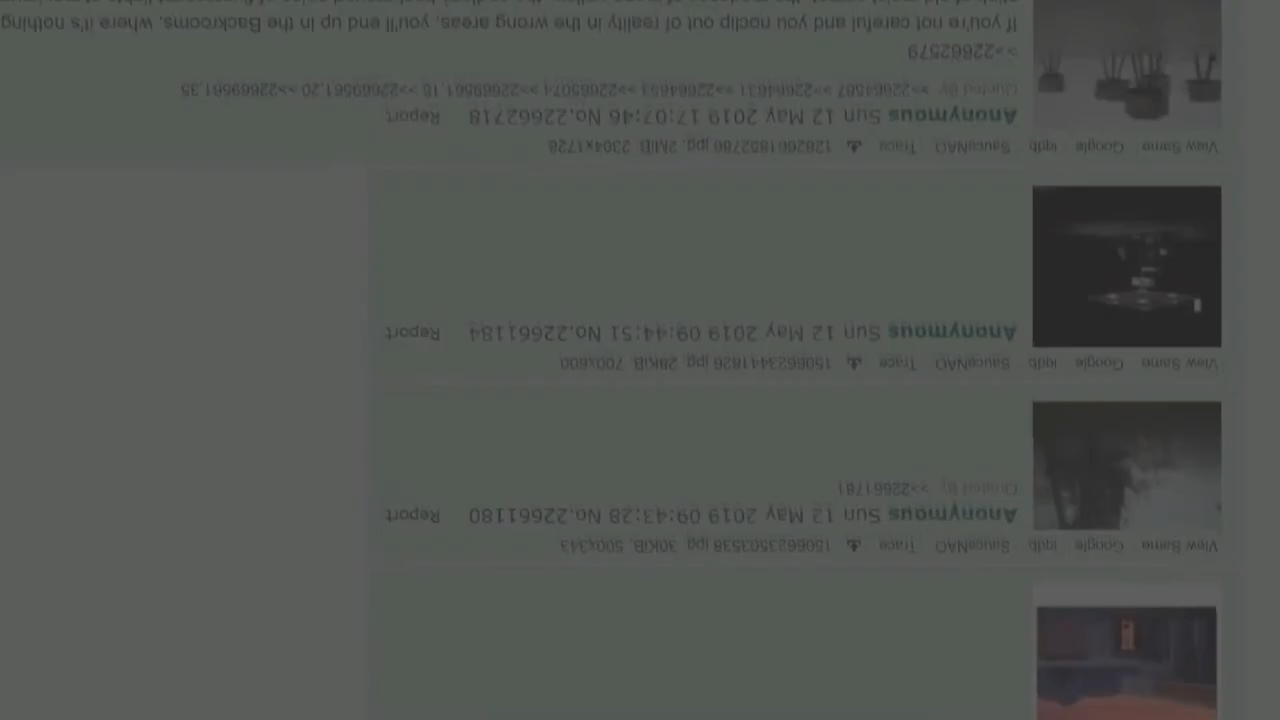 View Same Google iqdb SauceNAO Trace 1506623503538.jpg, 30KiB, 500x343
Anonymous Sun 12 May 2019 09:43:28 No.22661180 Report
Quoted By: >>22661781
View Same Google iqdb SauceNAO Trace 1506623441826.jpg, 28KiB, 700x600
Anonymous Sun 12 May 2019 09:44:51 No.22661184 Report
View Same Google iqdb SauceNAO Trace 1282661852786.jpg, 2MiB, 2304x1728
Anonymous Sun 12 May 2019 17:07:46 No.22662718 Report
Quoted By: >>22664567 >>22664631 >>22664693 >>22665074 >>22669561.18 >>22669561.20 >>22669561.35
>>22662579
If you're not careful and you noclip out of reality in the wrong areas, you'll end up in the Backrooms, where it's nothing